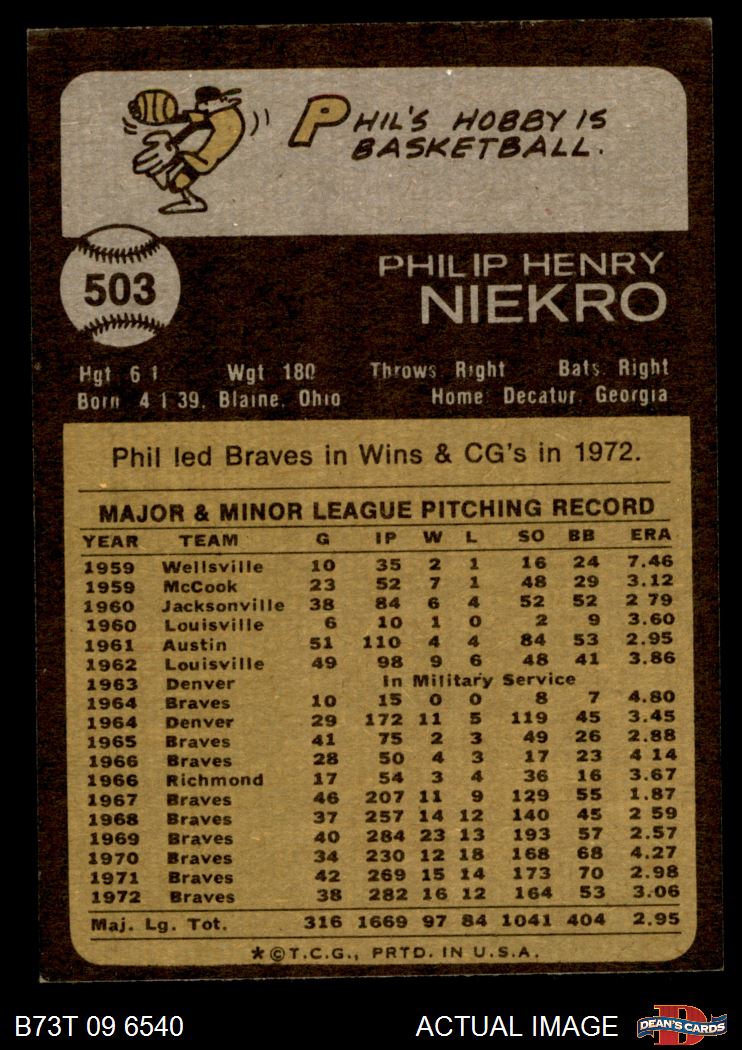 PHIL'S HOBBY IS
BASKETBALL.
503
PHILIP HENRY
NIEKRO
Hgt 6 1 Wgt 180 Throws Right Bats Right
Born 4 1 39, Blaine, Ohio Home Decatur, Georgia
Phil led Braves in Wins & CG's in 1972.
MAJOR & MINOR LEAGUE PITCHING RECORD
YEAR TEAM G IP W L SO BB ERA
1959 Wellsville 10 35 2 1 16 24 7.46
1959 McCook 23 52 7 1 48 29 3.12
1960 Jacksonville 38 84 6 4 52 52 2 79
1960 Louisville 6 10 1 0 2 9 3.60
1961 Austin 51 110 4 4 84 53 2.95
1962 Louisville 49 98 9 6 48 41 3.86
1963 Denver In Military Service
1964 Braves 10 15 0 0 8 7 4.80
1964 Denver 29 172 11 5 119 45 3.45
1965 Braves 41 75 2 3 49 26 2.88
1966 Braves 28 50 4 3 17 23 4 14
1966 Richmond 17 54 3 4 36 16 3.67
1967 Braves 46 207 11 9 129 55 1.87
1968 Braves 37 257 14 12 140 45 2 59
1969 Braves 40 284 23 13 193 57 2.57
1970 Braves 34 230 12 18 168 68 4.27
1971 Braves 42 269 15 14 173 70 2.98
1972 Braves 38 282 16 12 164 53 3.06
Maj. Lg. Tot. 316 1669 97 84 1041 404 2.95
*©T.C.G., PRTD. IN U.S.A.
B73T 09 6540 ACTUAL IMAGE DEAN'S CARDS